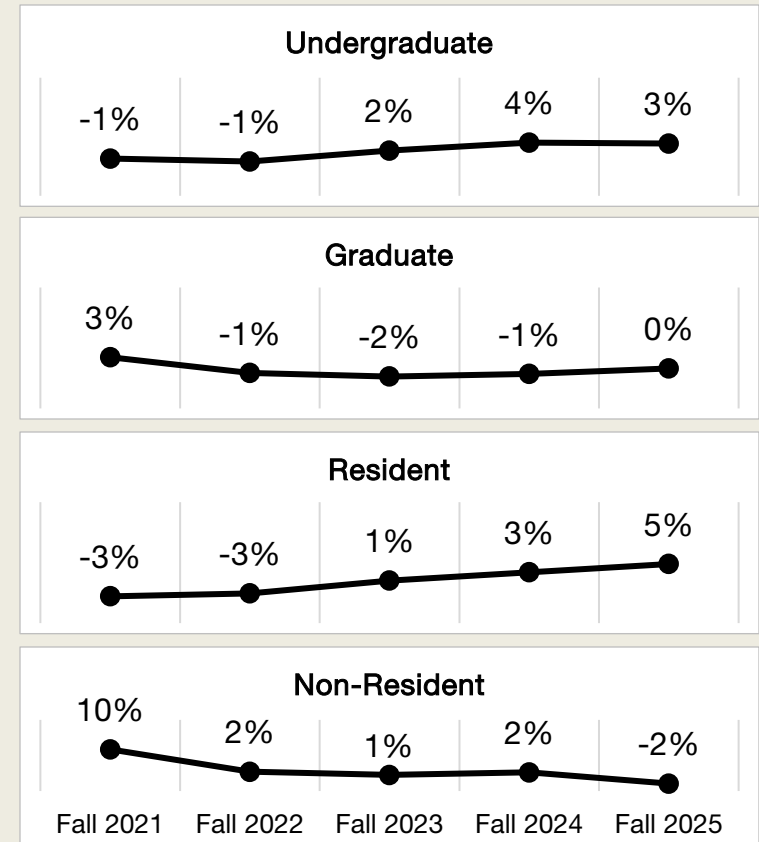 Undergraduate
-1% -1% 2% 4% 3%
Graduate
3% -1% -2% -1% 0%
Resident
-3% -3% 1% 3% 5%
Non-Resident
10% 2% 1% 2% -2%
Fall 2021 Fall 2022 Fall 2023 Fall 2024 Fall 2025